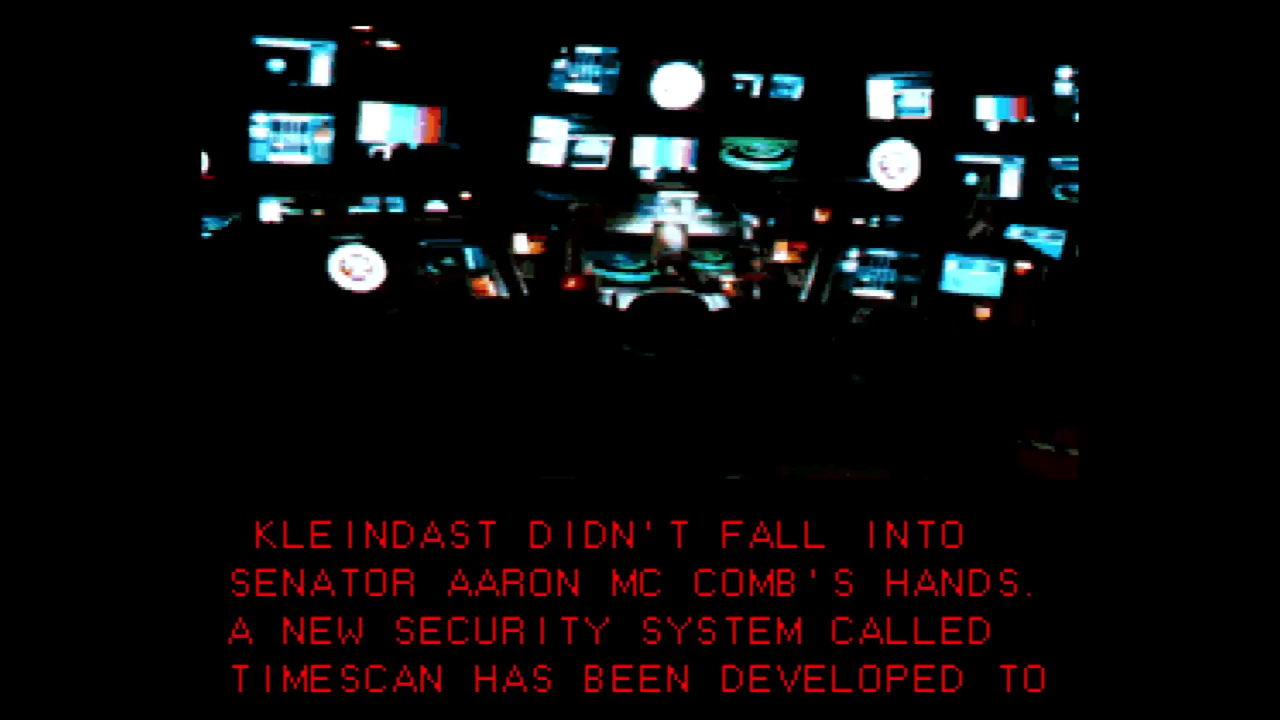 KLEINDAST DIDN'T FALL INTO
SENATOR AARON MC COMB'S HANDS.
A NEW SECURITY SYSTEM CALLED
TIMESCAN HAS BEEN DEVELOPED TO